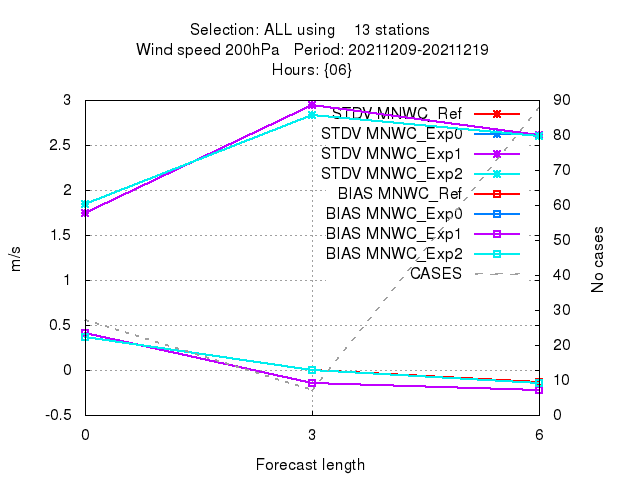 Selection: ALL using 13 stations
Wind speed 200hPa Period: 20211209-20211219
Hours: {06}
3
2.5
2
1.5
1
0.5
0
-0.5
m/s
STDV MNWC_Ref
STDV MNWC_Exp0
STDV MNWC_Exp1
STDV MNWC_Exp2
BIAS MNWC_Ref
BIAS MNWC_Exp0
BIAS MNWC_Exp1
BIAS MNWC_Exp2
CASES
90
80
70
60
50
40
30
20
10
0
No cases
0 3 6
Forecast length